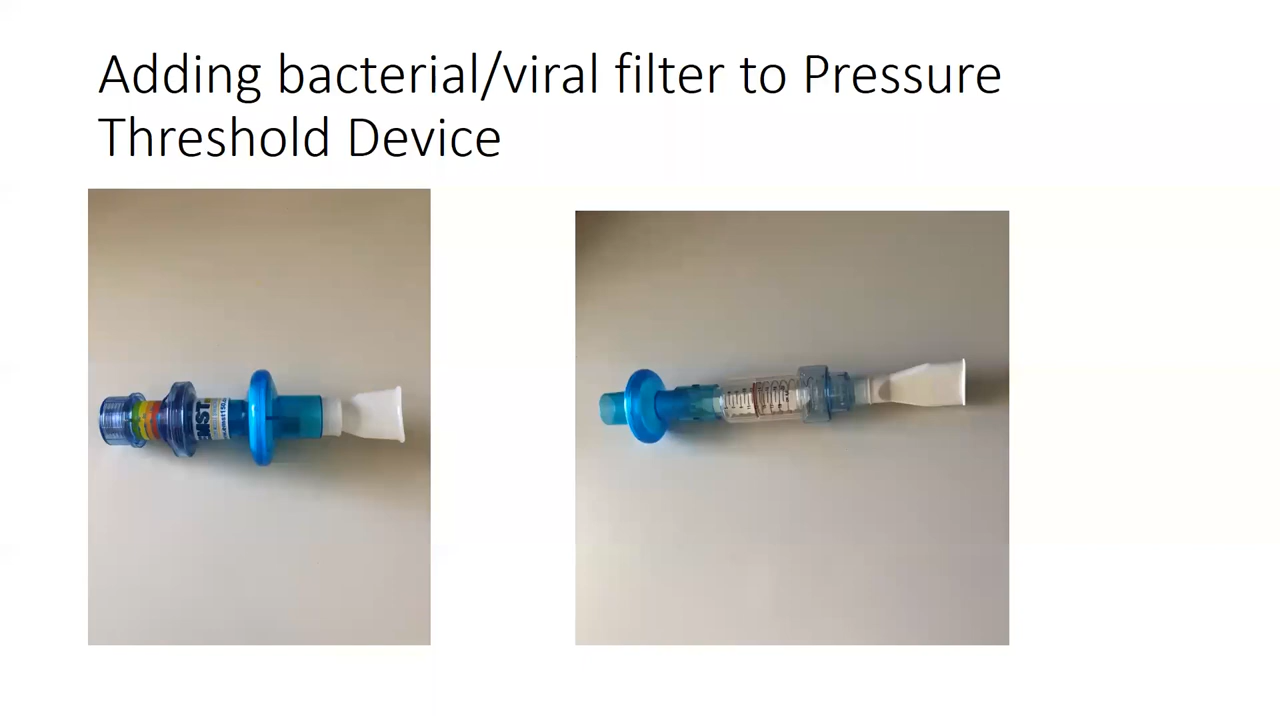 Adding bacterial/viral filter to Pressure
Threshold Device